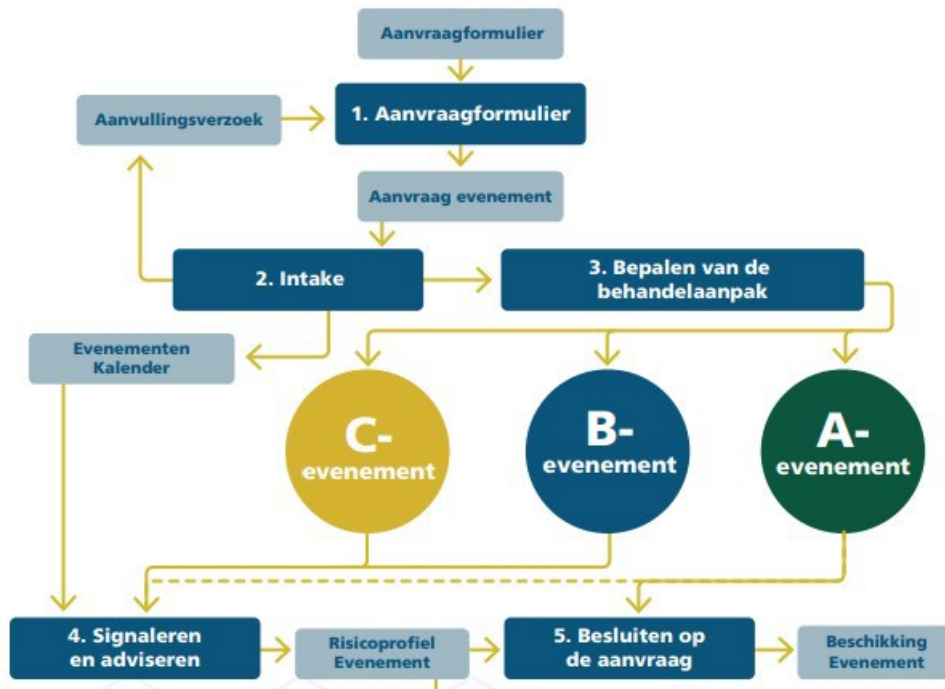 Aanvraagformulier
Aanvullingsverzoek
1. Aanvraagformulier
Aanvraag evenement
2. Intake
3. Bepalen van de
behandelaanpak
Evenementen
Kalender
C-
evenement
B-
evenement
A-
evenement
4. Signaleren
en adviseren
Risicoprofiel
Evenement
5. Besluiten op
de aanvraag
Beschikking
Evenement